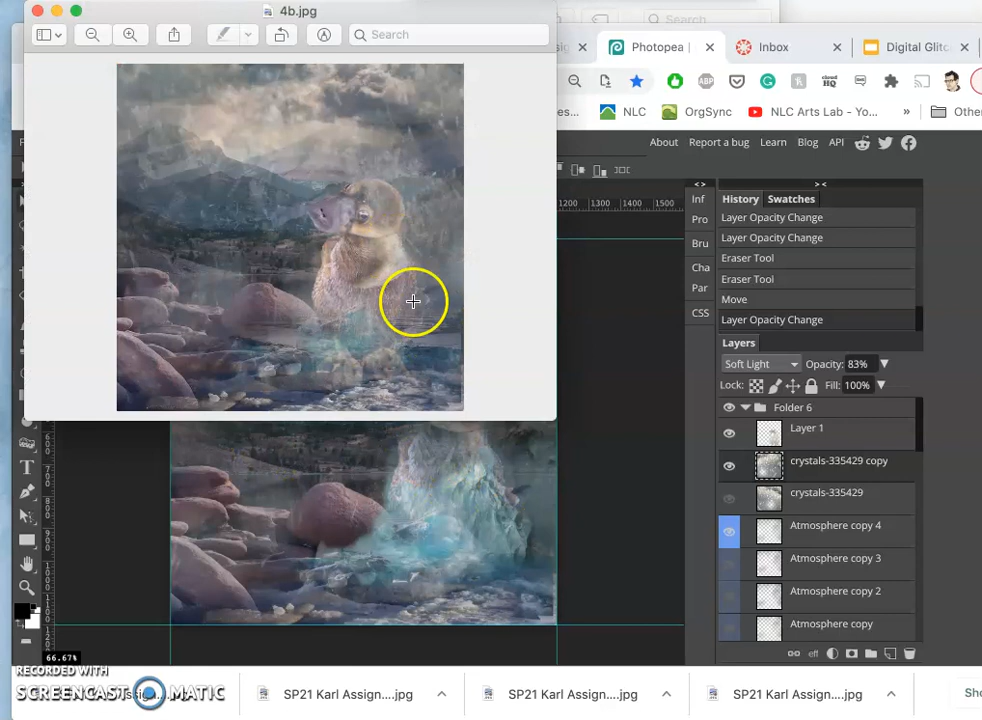 4b.jpg
Search
Search
Photopea |
Inbox
Digital Glitc
ABP
HQ
NLC
OrgSync
NLC Arts Lab - Yo...
»
Other
About
Report a bug
Learn
Blog
API
<>
> <
1200
1300
1400
1500
Inf
Pro
Bru
Cha
Par
CSS
History
Swatches
Layer Opacity Change
Layer Opacity Change
Eraser Tool
Eraser Tool
Move
Layer Opacity Change
Layers
Soft Light
Opacity: 83%
Lock:
Fill: 100%
Folder 6
Layer 1
crystals-335429 copy
crystals-335429
Atmosphere copy 4
Atmosphere copy 3
Atmosphere copy 2
Atmosphere copy
eff
66.67%
RECORDED WITH
SCREENCAST MATIC
SP21 Karl Assign....jpg
SP21 Karl Assign....jpg
SP21 Karl Assign....jpg